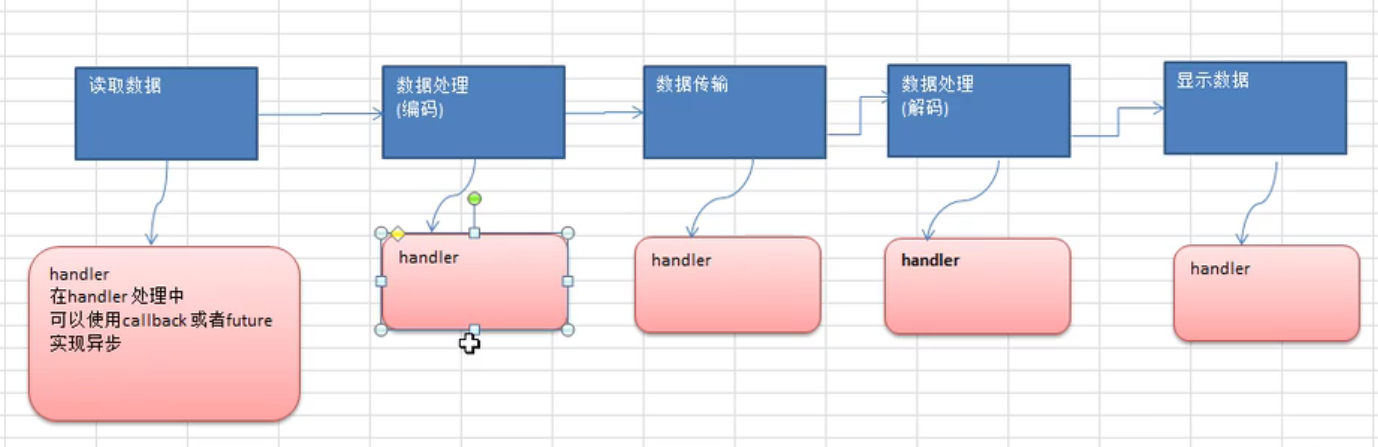 读取数据
数据处理
(编码)
数据传输
数据处理
(解码)
显示数据
handler
在handler 处理中
可以使用callback 或者future
实现异步
handler
handler
handler
handler